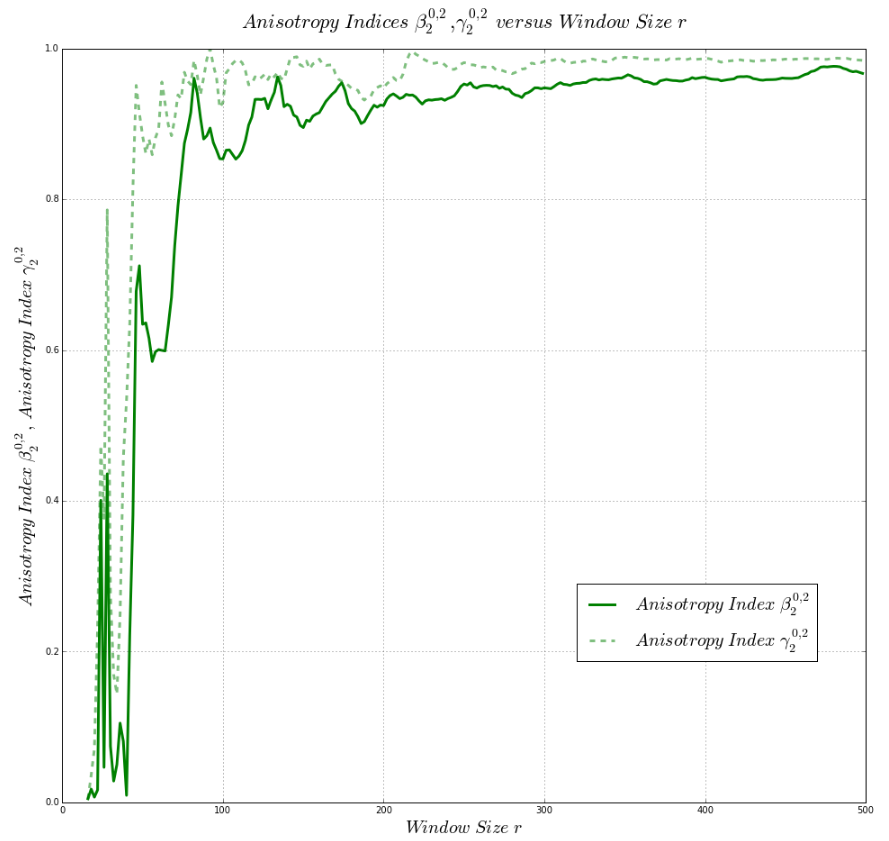 Anisotropy Indices β₂^{0,2}, γ₂^{0,2} versus Window Size r
Anisotropy Index β₂^{0,2}, Anisotropy Index γ₂^{0,2}
1.0
0.8
0.6
0.4
0.2
0.0
Anisotropy Index β₂^{0,2}
Anisotropy Index γ₂^{0,2}
0 100 200 300 400 500
Window Size r